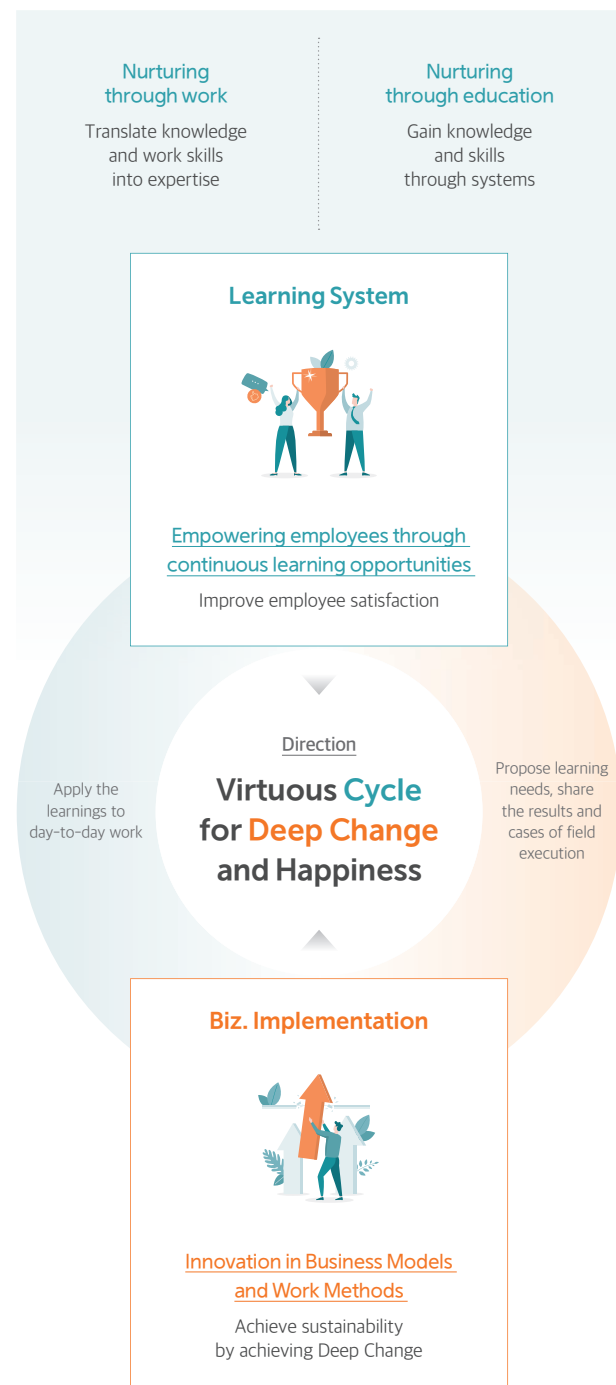 Nurturing
through work
Translate knowledge
and work skills
into expertise
Nurturing
through education
Gain knowledge
and skills
through systems
Learning System
Empowering employees through
continuous learning opportunities
Improve employee satisfaction
Apply the
learnings to
day-to-day work
Direction
Virtuous Cycle
for Deep Change
and Happiness
Propose learning
needs, share
the results and
cases of field
execution
Biz. Implementation
Innovation in Business Models
and Work Methods
Achieve sustainability
by achieving Deep Change